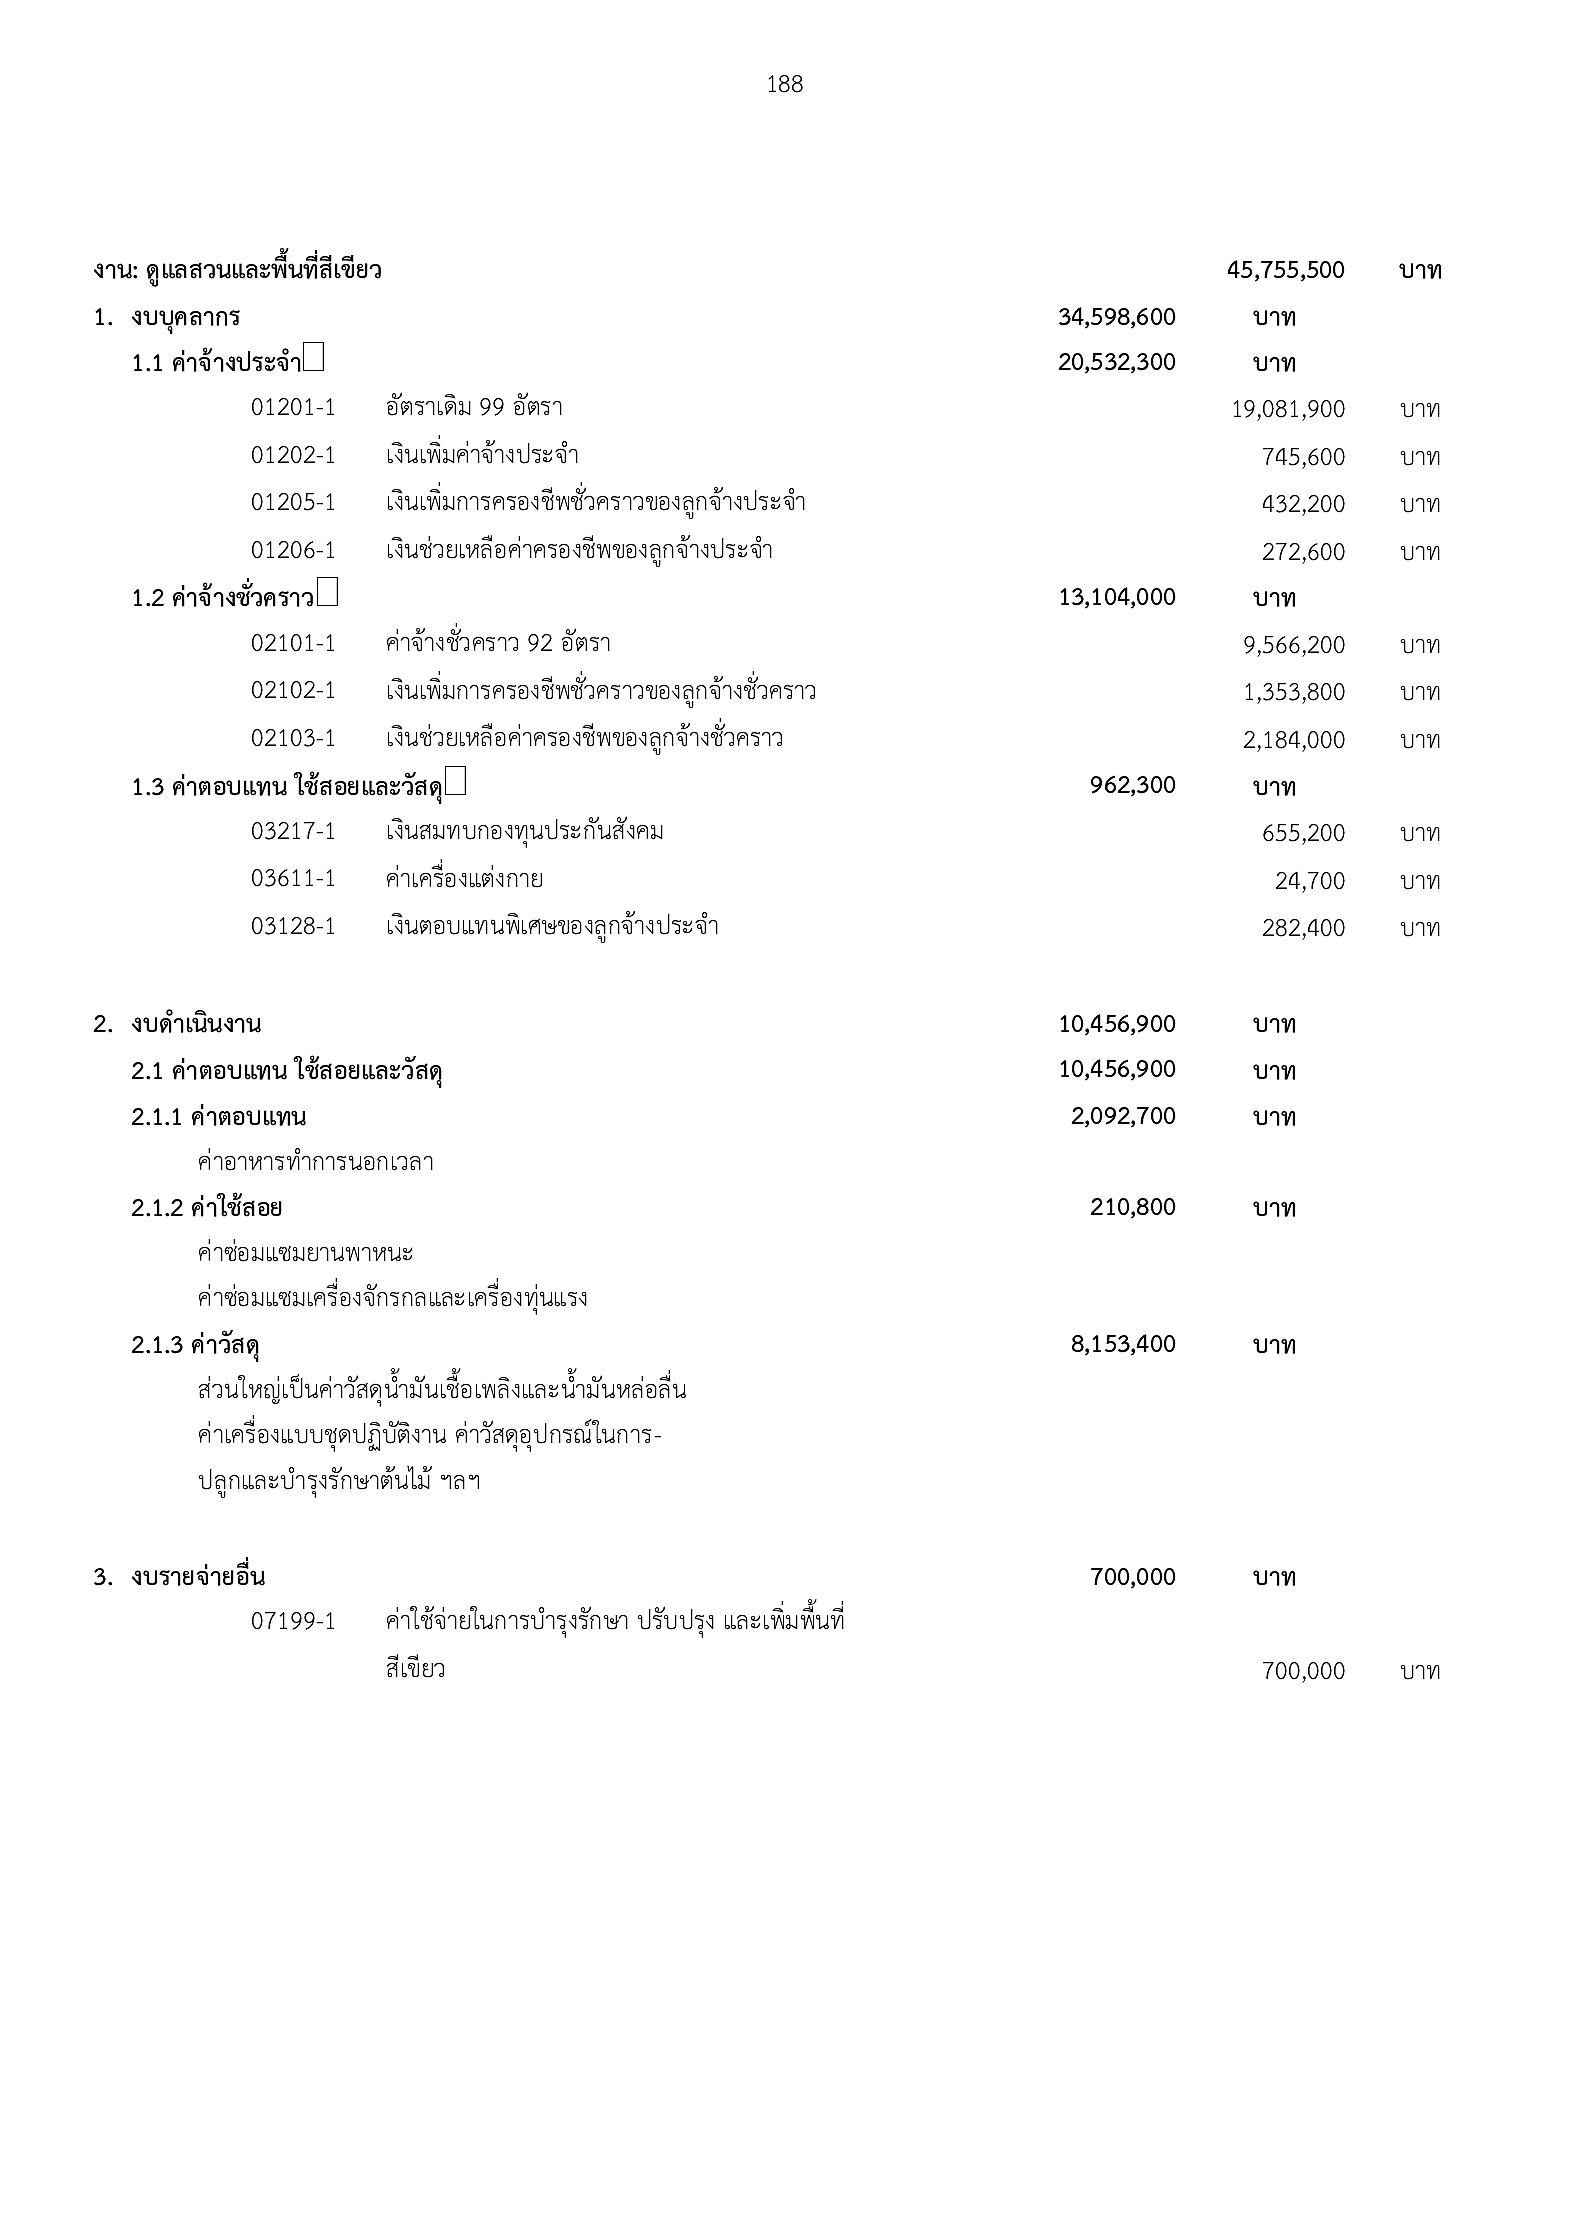 188
งาน: ดูแลสวนและพื้นที่สีเขียว 45,755,500 บาท
1. งบบุคลากร 34,598,600 บาท
1.1 ค่าจ้างประจำ 20,532,300 บาท
01201-1 อัตราเดิม 99 อัตรา 19,081,900 บาท
01202-1 เงินเพิ่มค่าจ้างประจำ 745,600 บาท
01205-1 เงินเพิ่มการครองชีพชั่วคราวของลูกจ้างประจำ 432,200 บาท
01206-1 เงินช่วยเหลือค่าครองชีพของลูกจ้างประจำ 272,600 บาท
1.2 ค่าจ้างชั่วคราว 13,104,000 บาท
02101-1 ค่าจ้างชั่วคราว 92 อัตรา 9,566,200 บาท
02102-1 เงินเพิ่มการครองชีพชั่วคราวของลูกจ้างชั่วคราว 1,353,800 บาท
02103-1 เงินช่วยเหลือค่าครองชีพของลูกจ้างชั่วคราว 2,184,000 บาท
1.3 ค่าตอบแทน ใช้สอยและวัสดุ 962,300 บาท
03217-1 เงินสมทบกองทุนประกันสังคม 655,200 บาท
03611-1 ค่าเครื่องแต่งกาย 24,700 บาท
03128-1 เงินตอบแทนพิเศษของลูกจ้างประจำ 282,400 บาท
2. งบดำเนินงาน 10,456,900 บาท
2.1 ค่าตอบแทน ใช้สอยและวัสดุ 10,456,900 บาท
2.1.1 ค่าตอบแทน 2,092,700 บาท
ค่าอาหารทำการนอกเวลา
2.1.2 ค่าใช้สอย 210,800 บาท
ค่าซ่อมแซมยานพาหนะ
ค่าซ่อมแซมเครื่องจักรกลและเครื่องทุ่นแรง
2.1.3 ค่าวัสดุ 8,153,400 บาท
ส่วนใหญ่เป็นค่าวัสดุน้ำมันเชื้อเพลิงและน้ำมันหล่อลื่น
ค่าเครื่องแบบชุดปฏิบัติงาน ค่าวัสดุอุปกรณ์ในการ-
ปลูกและบำรุงรักษาต้นไม้ ฯลฯ
3. งบรายจ่ายอื่น 700,000 บาท
07199-1 ค่าใช้จ่ายในการบำรุงรักษา ปรับปรุง และเพิ่มพื้นที่
สีเขียว 700,000 บาท